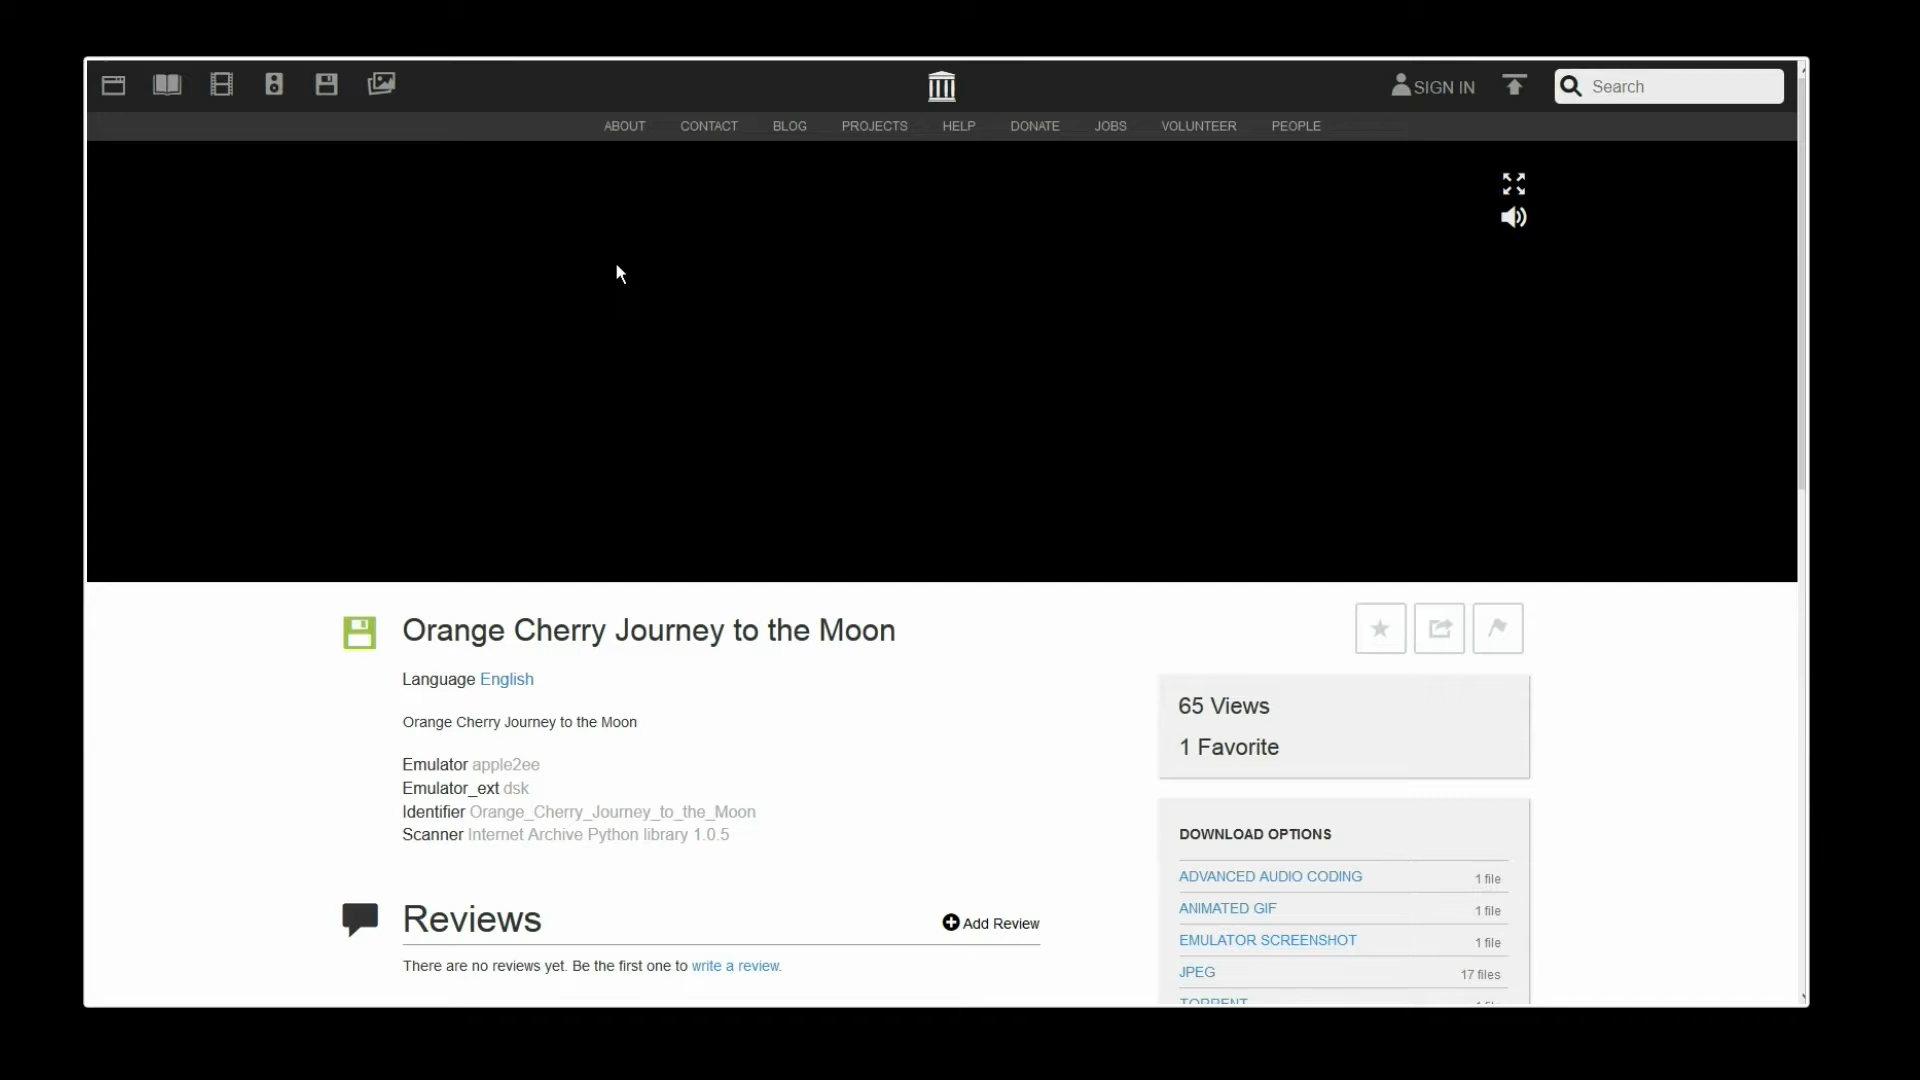 SIGN IN
Search
ABOUT CONTACT BLOG PROJECTS HELP DONATE JOBS VOLUNTEER PEOPLE
Orange Cherry Journey to the Moon
Language English
Orange Cherry Journey to the Moon
Emulator apple2ee
Emulator_ext dsk
Identifier Orange_Cherry_Journey_to_the_Moon
Scanner Internet Archive Python library 1.0.5
Reviews
Add Review
There are no reviews yet. Be the first one to write a review.
65 Views
1 Favorite
DOWNLOAD OPTIONS
ADVANCED AUDIO CODING 1 file
ANIMATED GIF 1 file
EMULATOR SCREENSHOT 1 file
JPEG 17 files
TORRENT 1 file